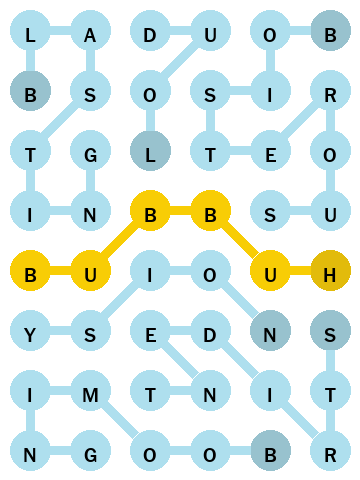 L A D U O B
B S O S I R
T G L T E O
I N B B S U
B U I O U H
Y S E D N S
I M T N I T
N G O O B R